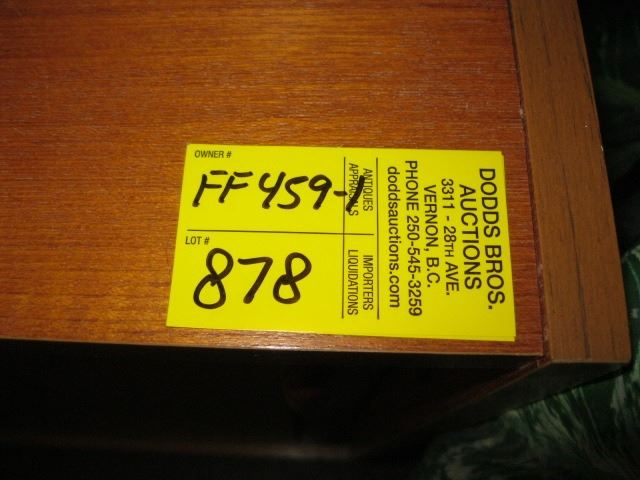 OWNER #
FF459-1
LOT #
878
ANTIQUES
APPRAISALS
IMPORTERS
LIQUIDATIONS
DODDS BROS.
AUCTIONS
3311 - 28TH AVE.
VERNON, B.C.
PHONE 250-545-3259
doddsauctions.com